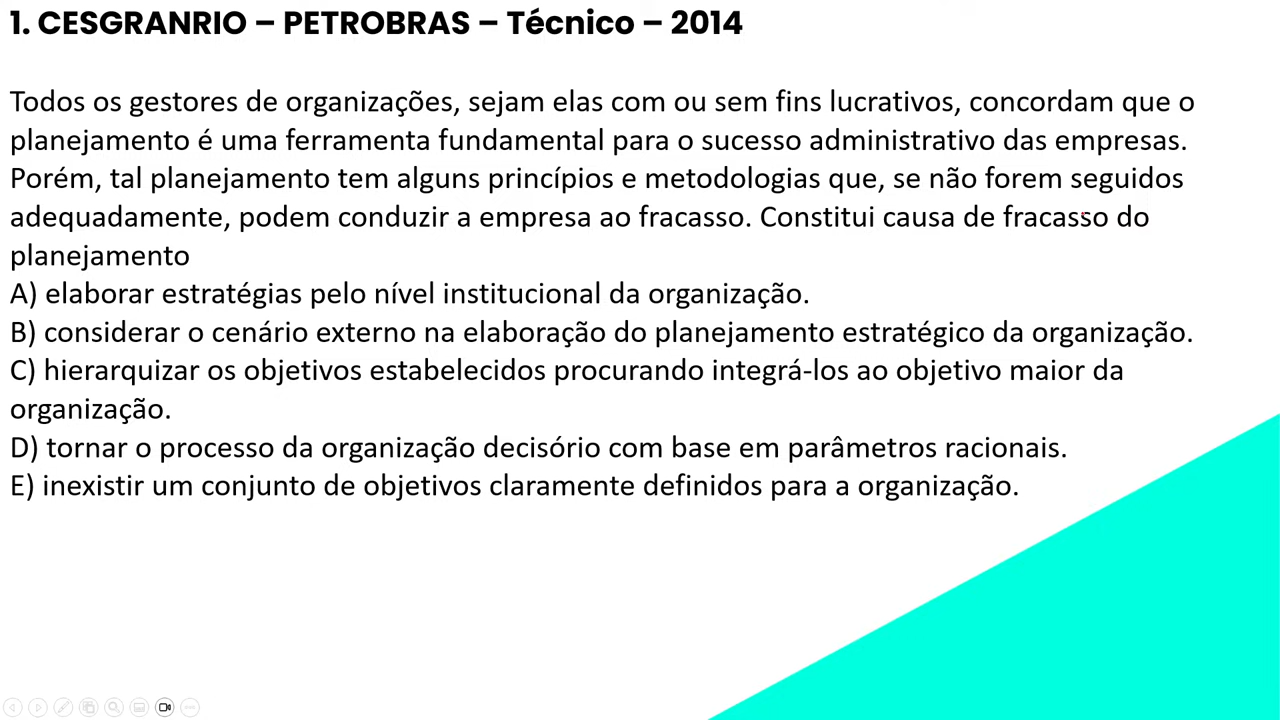 1. CESGRANRIO – PETROBRAS – Técnico – 2014
Todos os gestores de organizações, sejam elas com ou sem fins lucrativos, concordam que o
planejamento é uma ferramenta fundamental para o sucesso administrativo das empresas.
Porém, tal planejamento tem alguns princípios e metodologias que, se não forem seguidos
adequadamente, podem conduzir a empresa ao fracasso. Constitui causa de fracasso do
planejamento
A) elaborar estratégias pelo nível institucional da organização.
B) considerar o cenário externo na elaboração do planejamento estratégico da organização.
C) hierarquizar os objetivos estabelecidos procurando integrá-los ao objetivo maior da
organização.
D) tornar o processo da organização decisório com base em parâmetros racionais.
E) inexistir um conjunto de objetivos claramente definidos para a organização.